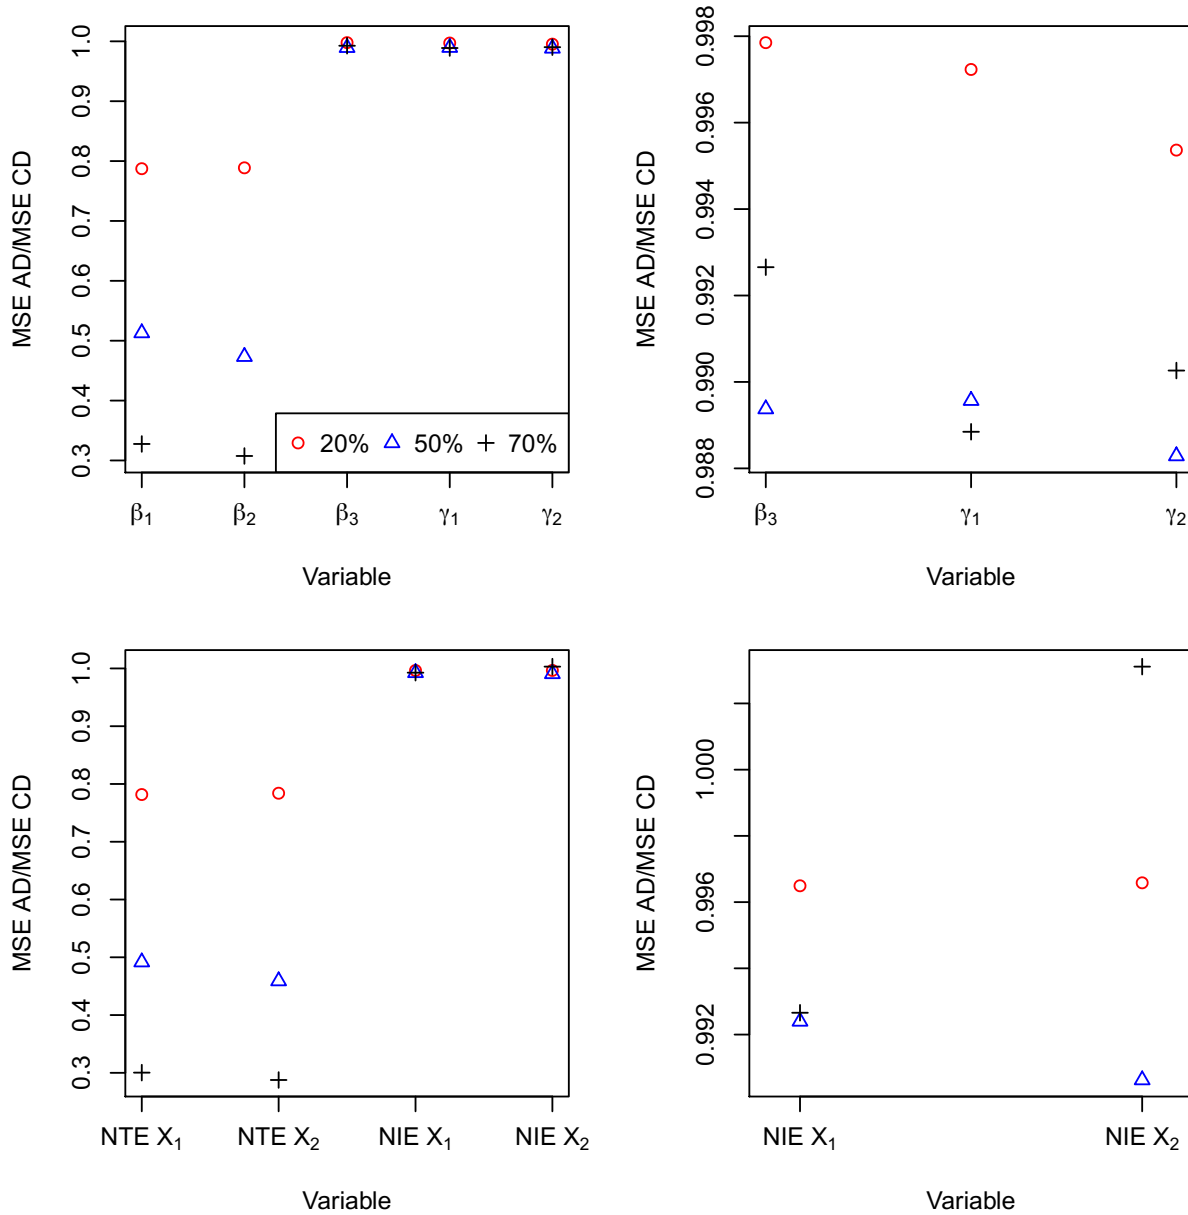 MSE AD/MSE CD
1.0
0.9
0.8
0.7
0.6
0.5
0.4
0.3
20% 50% 70%
β1 β2 β3 γ1 γ2
Variable
MSE AD/MSE CD
0.998
0.996
0.994
0.992
0.990
0.988
β3 γ1 γ2
Variable
MSE AD/MSE CD
1.0
0.9
0.8
0.7
0.6
0.5
0.4
0.3
NTE X1 NTE X2 NIE X1 NIE X2
Variable
MSE AD/MSE CD
1.000
0.996
0.992
NIE X1 NIE X2
Variable